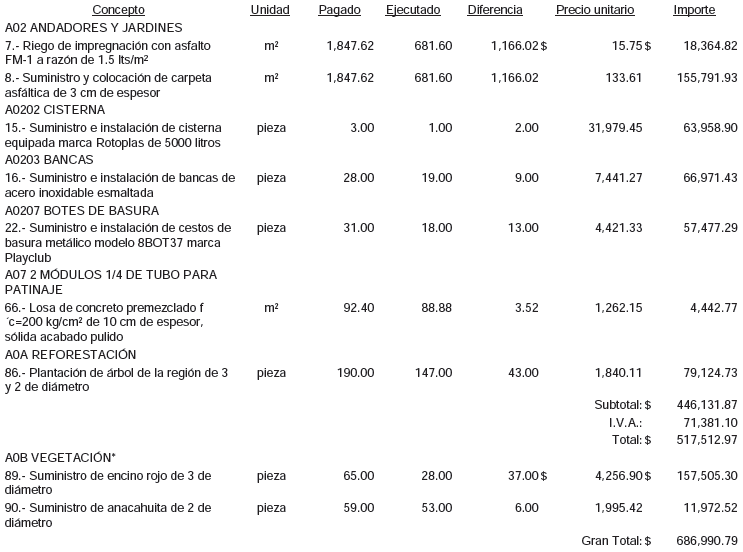 Concepto Unidad Pagado Ejecutado Diferencia Precio unitario Importe
A02 ANDADORES Y JARDINES
7.- Riego de impregnación con asfalto m² 1,847.62 681.60 1,166.02 $ 15.75 $ 18,364.82
FM-1 a razón de 1.5 lts/m²
8.- Suministro y colocación de carpeta m² 1,847.62 681.60 1,166.02 133.61 155,791.93
asfáltica de 3 cm de espesor
A0202 CISTERNA
15.- Suministro e instalación de cisterna pieza 3.00 1.00 2.00 31,979.45 63,958.90
equipada marca Rotoplas de 5000 litros
A0203 BANCAS
16.- Suministro e instalación de bancas de pieza 28.00 19.00 9.00 7,441.27 66,971.43
acero inoxidable esmaltada
A0207 BOTES DE BASURA
22.- Suministro e instalación de cestos de pieza 31.00 18.00 13.00 4,421.33 57,477.29
basura metálico modelo 8BOT37 marca
Playclub
A07 2 MÓDULOS 1/4 DE TUBO PARA
PATINAJE
66.- Losa de concreto premezclado f m² 92.40 88.88 3.52 1,262.15 4,442.77
´c=200 kg/cm² de 10 cm de espesor,
sólida acabado pulido
A0A REFORESTACIÓN
86.- Plantación de árbol de la región de 3 pieza 190.00 147.00 43.00 1,840.11 79,124.73
y 2 de diámetro
Subtotal: $ 446,131.87
I.V.A.: 71,381.10
Total: $ 517,512.97
A0B VEGETACIÓN*
89.- Suministro de encino rojo de 3 de pieza 65.00 28.00 37.00 $ 4,256.90 $ 157,505.30
diámetro
90.- Suministro de anacahuita de 2 de pieza 59.00 53.00 6.00 1,995.42 11,972.52
diámetro
Gran Total: $ 686,990.79